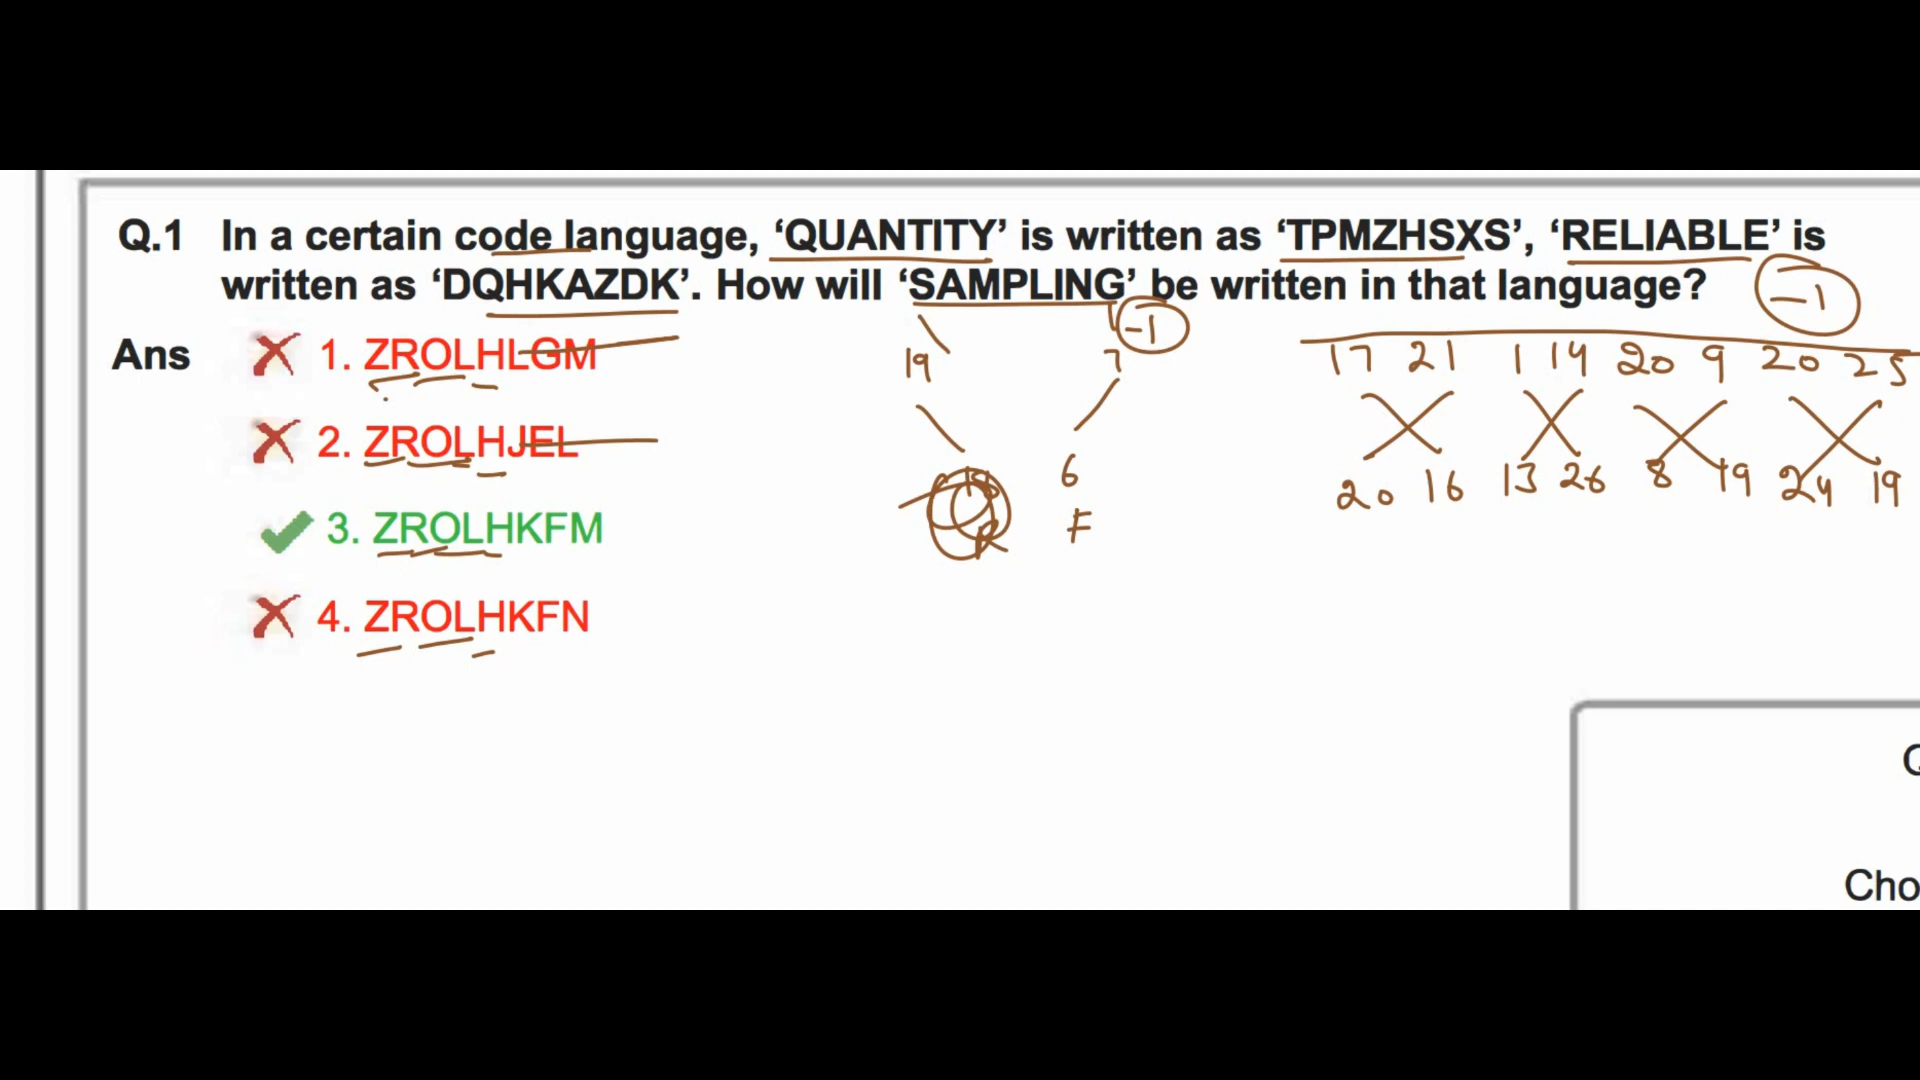 Q.1 In a certain code language, ‘QUANTITY’ is written as ‘TPMZHSXS’, ‘RELIABLE’ is
written as ‘DQHKAZDK’. How will ‘SAMPLING’ be written in that language?
-1
-1
Ans 1. ZROLHLGM
19 7
17 21 1 14 20 9 20 25
2. ZROLHJEL
6
20 16 13 26 8 19 24 19
3. ZROLHKFM
R F
4. ZROLHKFN
Q
Cho